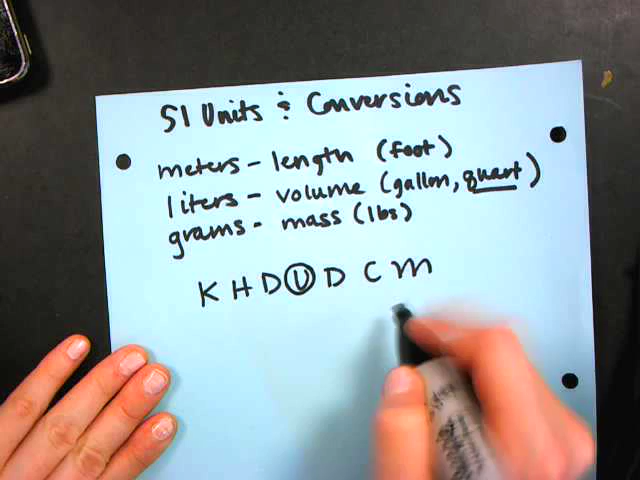 SI Units & Conversions
meters - length (foot)
liters - volume (gallon, quart)
grams - mass (lbs)
K H D U D C M